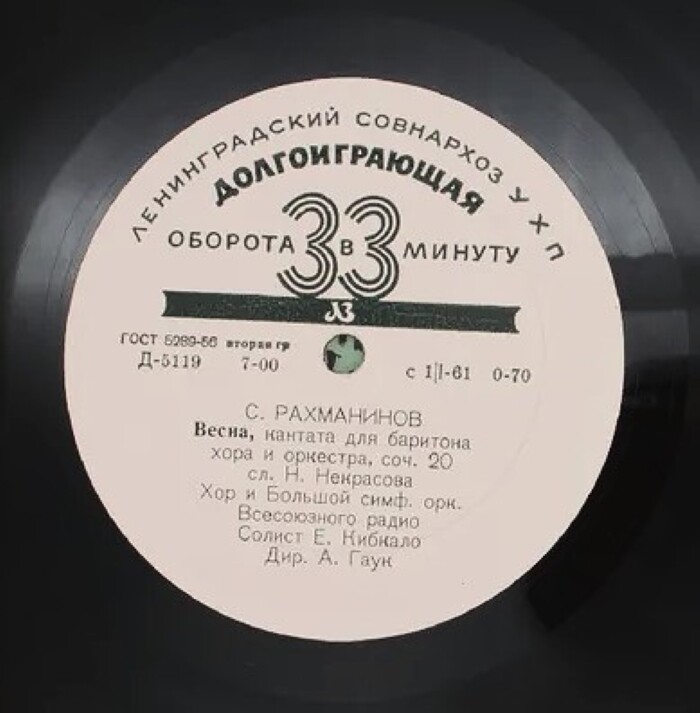 ЛЕНИНГРАДСКИЙ СОВНАРХОЗ УХП
ДОЛГОИГРАЮЩАЯ
ОБОРОТА 33 В МИНУТУ
ЛЗ
ГОСТ 5289-56 вторая гр
Д-5119 7-00 с 1|I-61 0-70
С. РАХМАНИНОВ
Весна, кантата для баритона
хора и оркестра, соч. 20
сл. Н. Некрасова
Хор и Большой симф. орк.
Всесоюзного радио
Солист Е. Кибкало
Дир. А. Гаук